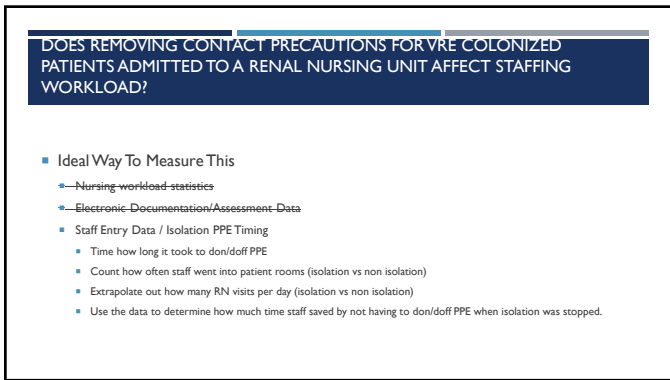 DOES REMOVING CONTACT PRECAUTIONS FOR VRE COLONIZED
PATIENTS ADMITTED TO A RENAL NURSING UNIT AFFECT STAFFING
WORKLOAD?
Ideal Way To Measure This
Nursing workload statistics
Electronic Documentation/Assessment Data
Staff Entry Data / Isolation PPE Timing
Time how long it took to don/doff PPE
Count how often staff went into patient rooms (isolation vs non isolation)
Extrapolate out how many RN visits per day (isolation vs non isolation)
Use the data to determine how much time staff saved by not having to don/doff PPE when isolation was stopped.